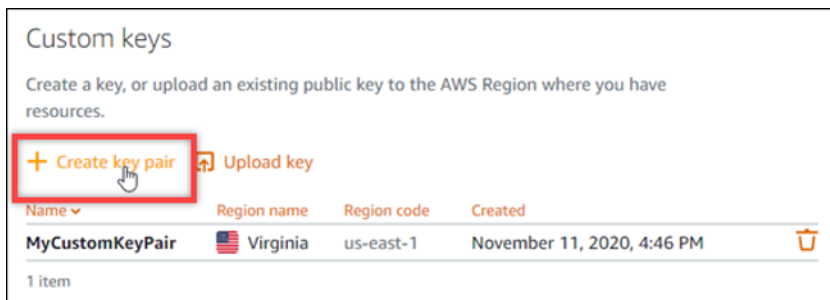 Custom keys
Create a key, or upload an existing public key to the AWS Region where you have
resources.
+ Create key pair Upload key
Name Region name Region code Created
MyCustomKeyPair Virginia us-east-1 November 11, 2020, 4:46 PM
1 item